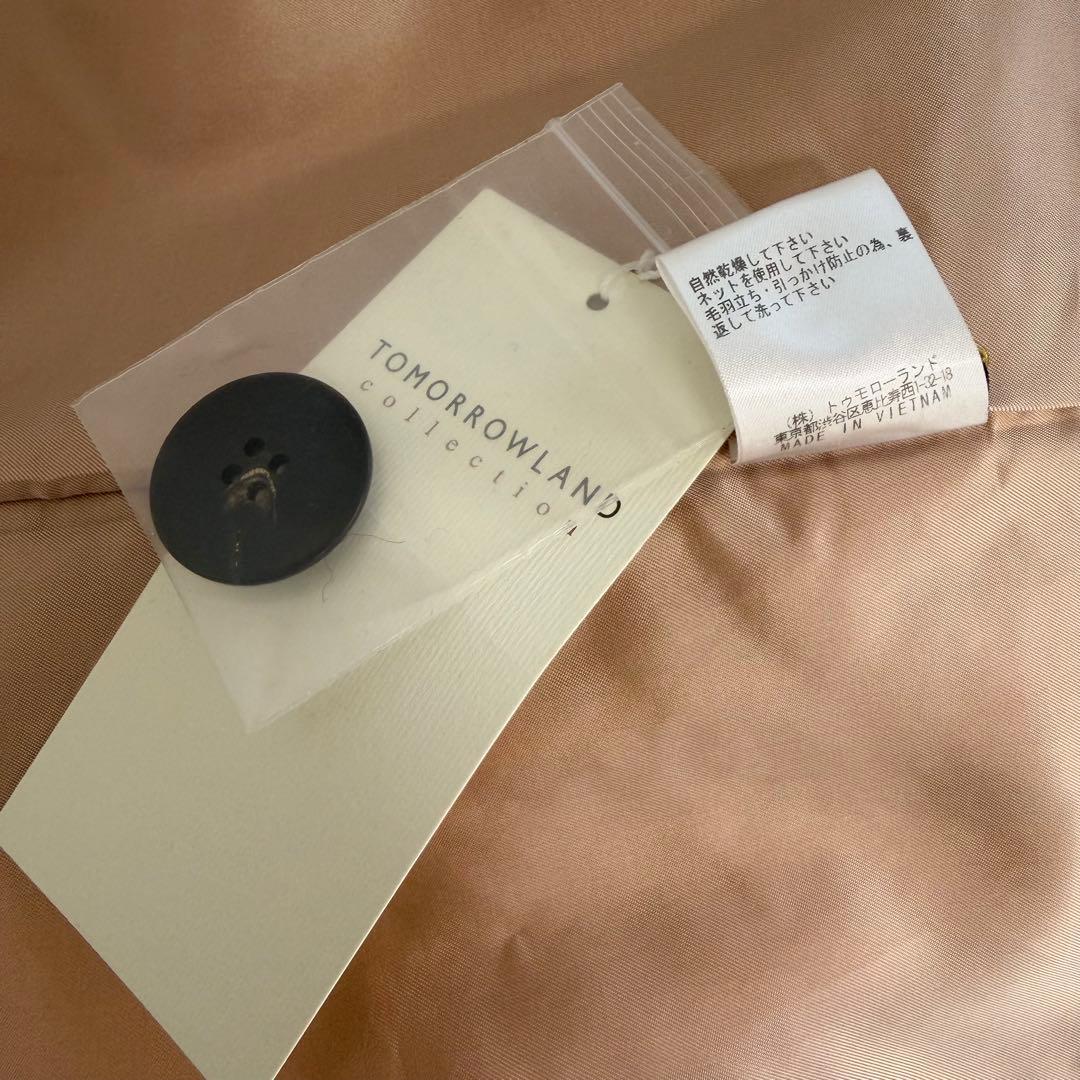 TOMORROWLAND
collection
自然乾燥して下さい
ネットを使用して下さい
毛羽立ち・引っかけ防止の為、裏
返して洗って下さい
(株) トゥモローランド
東京都渋谷区恵比寿西1-32-18
MADE IN VIETNAM